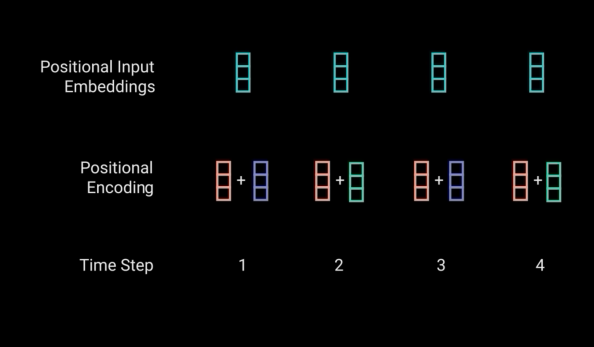 Positional Input
Embeddings
Positional
Encoding
+ + + +
Time Step 1 2 3 4